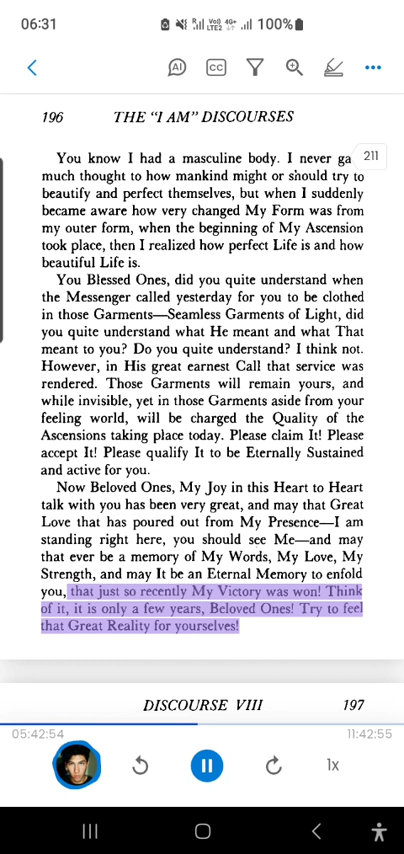 06:31
100%
AI
CC
196 THE "I AM" DISCOURSES
211
You know I had a masculine body. I never ga
much thought to how mankind might or should try to
beautify and perfect themselves, but when I suddenly
became aware how very changed My Form was from
my outer form, when the beginning of My Ascension
took place, then I realized how perfect Life is and how
beautiful Life is.
You Blessed Ones, did you quite understand when
the Messenger called yesterday for you to be clothed
in those Garments—Seamless Garments of Light, did
you quite understand what He meant and what That
meant to you? Do you quite understand? I think not.
However, in His great earnest Call that service was
rendered. Those Garments will remain yours, and
while invisible, yet in those Garments aside from your
feeling world, will be charged the Quality of the
Ascensions taking place today. Please claim It! Please
accept It! Please qualify It to be Eternally Sustained
and active for you.
Now Beloved Ones, My Joy in this Heart to Heart
talk with you has been very great, and may that Great
Love that has poured out from My Presence—I am
standing right here, you should see Me—and may
that ever be a memory of My Words, My Love, My
Strength, and may It be an Eternal Memory to enfold
you, that just so recently My Victory was won! Think
of it, it is only a few years, Beloved Ones! Try to feel
that Great Reality for yourselves!
DISCOURSE VIII 197
05:42:54 11:42:55
1x